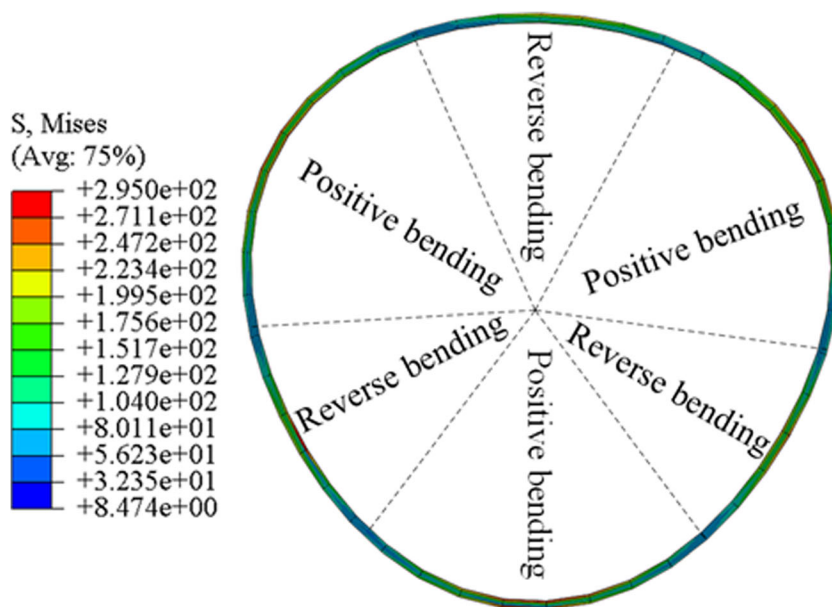 S, Mises
(Avg: 75%)
+2.950e+02
+2.711e+02
+2.472e+02
+2.234e+02
+1.995e+02
+1.756e+02
+1.517e+02
+1.279e+02
+1.040e+02
+8.011e+01
+5.623e+01
+3.235e+01
+8.474e+00
Reverse bending
Positive bending
Positive bending
Reverse bending
Reverse bending
Positive bending